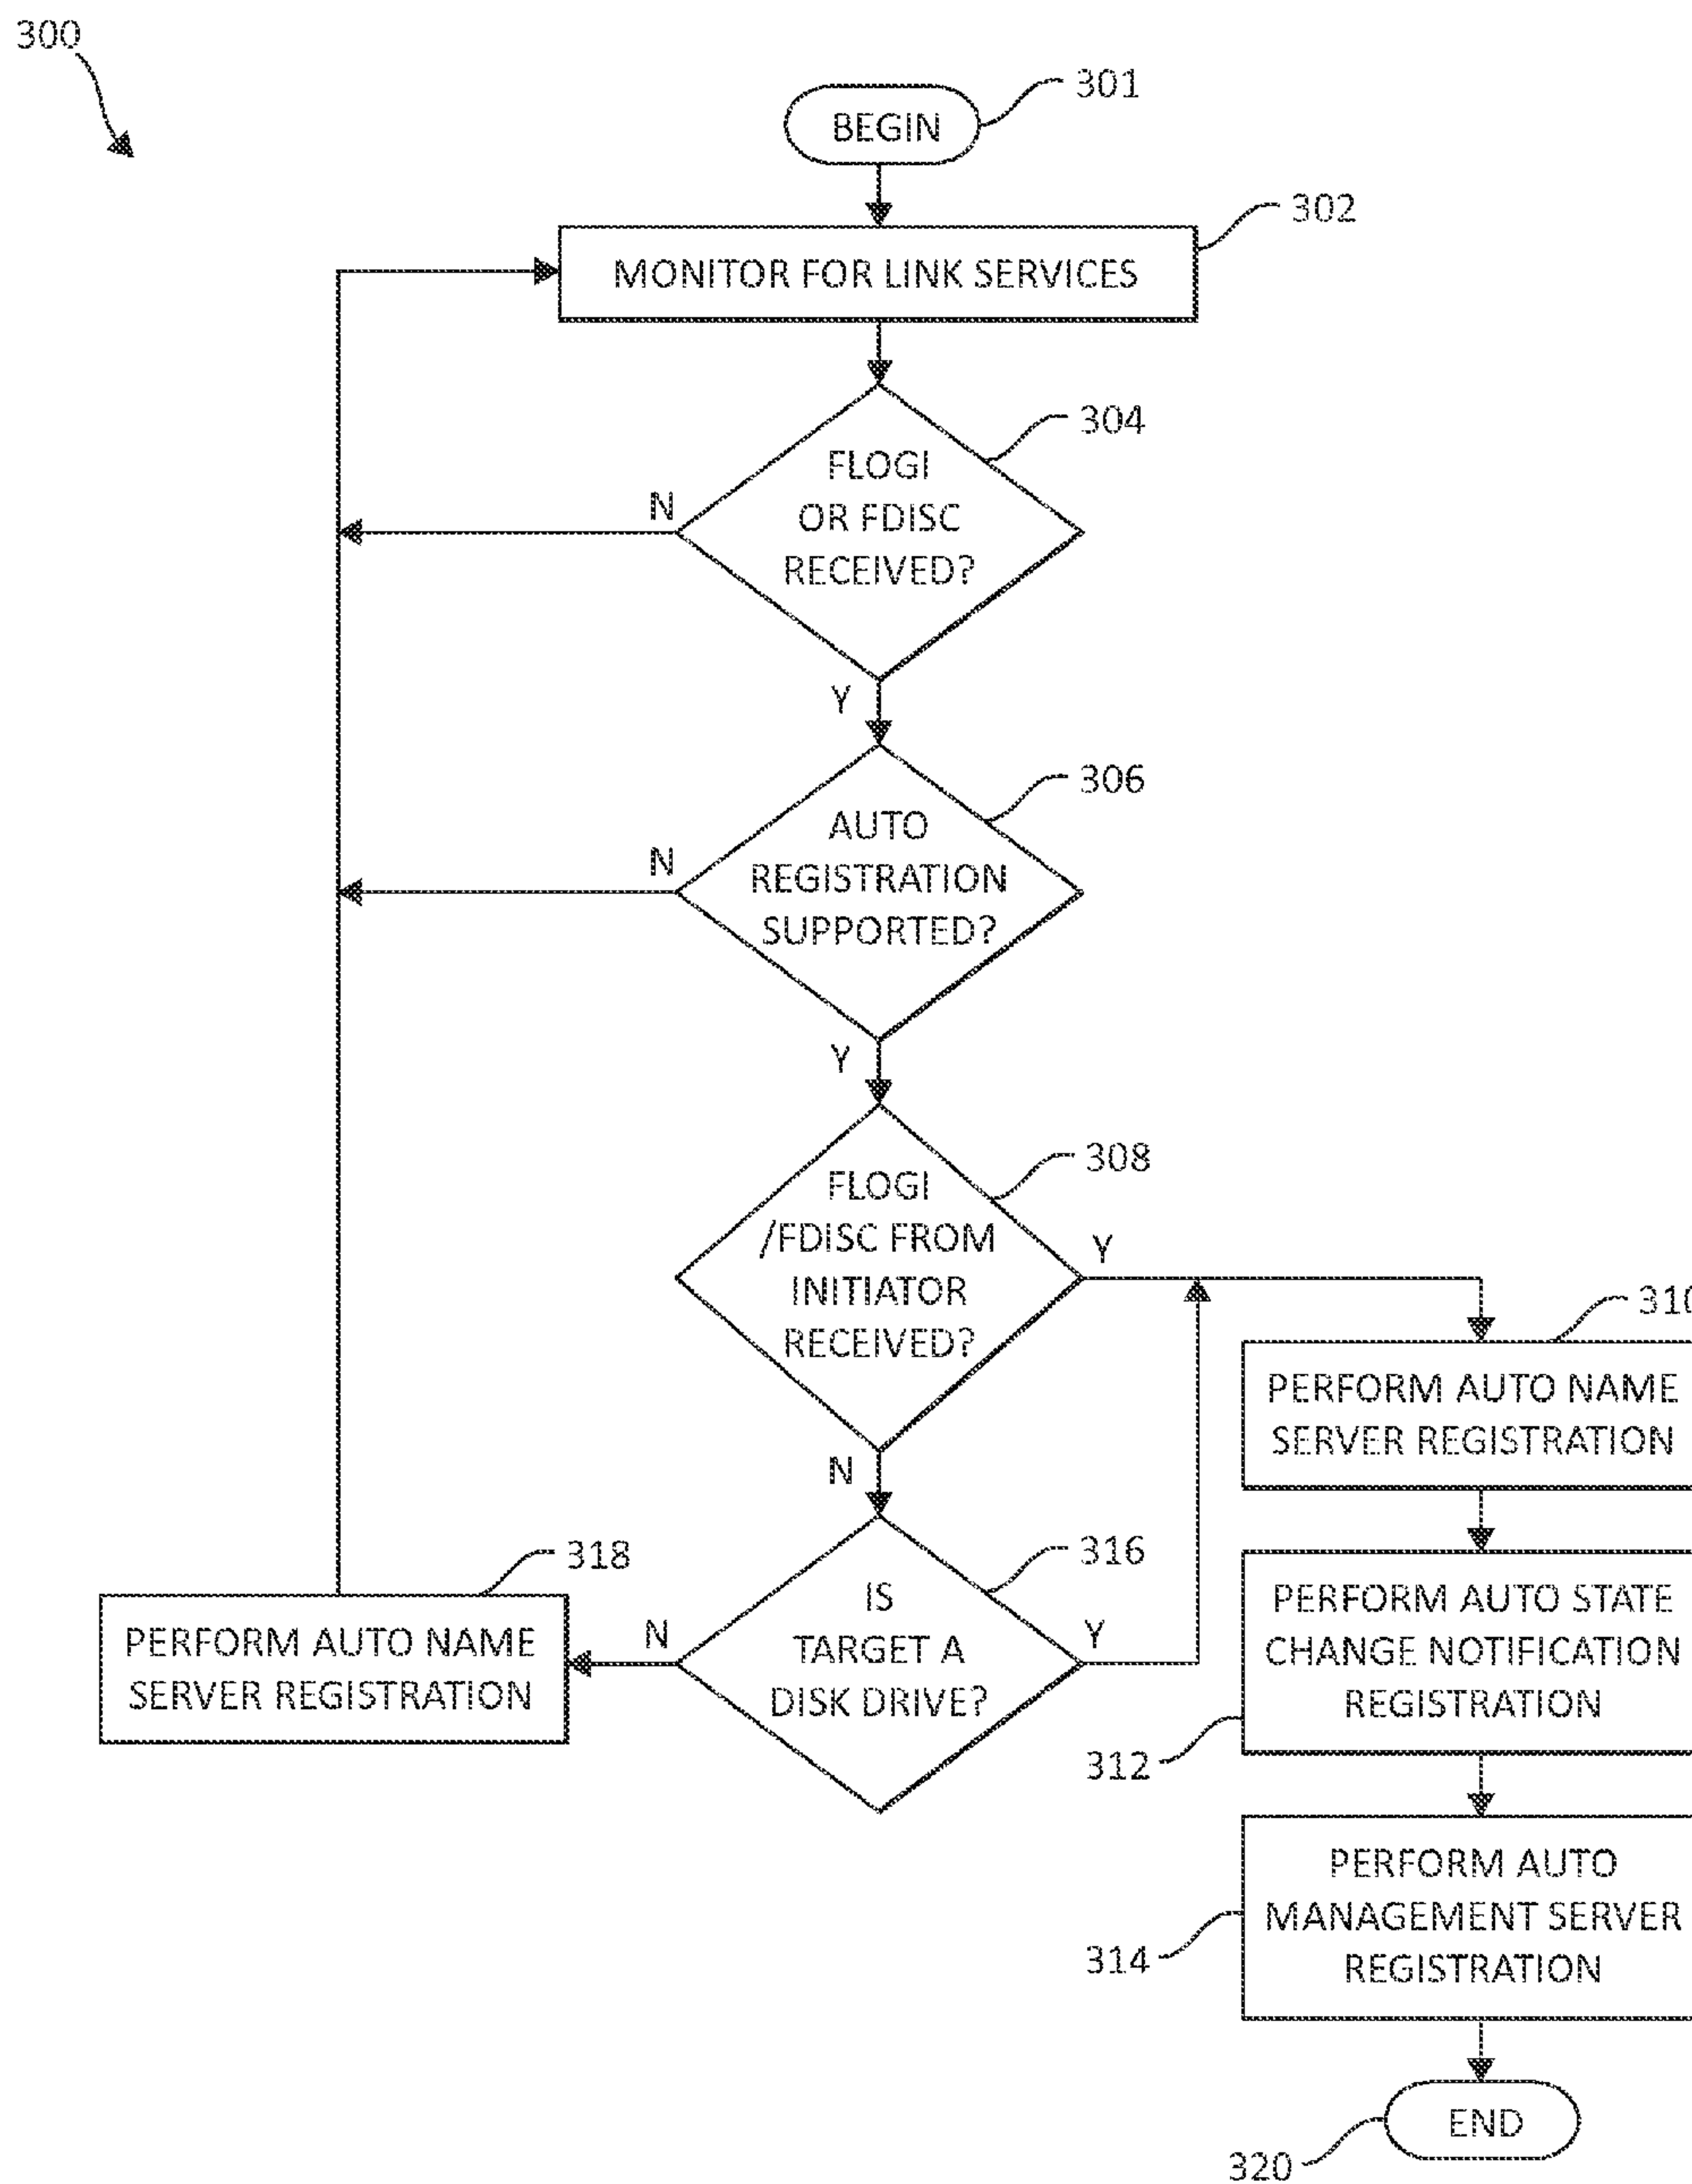 300
301
BEGIN
302
MONITOR FOR LINK SERVICES
304
FLOGI
OR FDISC
RECEIVED?
N
Y
306
AUTO
REGISTRATION
SUPPORTED?
N
Y
308
FLOGI
/FDISC FROM
INITIATOR
RECEIVED?
Y
N
310
PERFORM AUTO NAME
SERVER REGISTRATION
316
IS
TARGET A
DISK DRIVE?
N
Y
318
PERFORM AUTO NAME
SERVER REGISTRATION
PERFORM AUTO STATE
CHANGE NOTIFICATION
REGISTRATION
312
PERFORM AUTO
MANAGEMENT SERVER
REGISTRATION
314
END
320